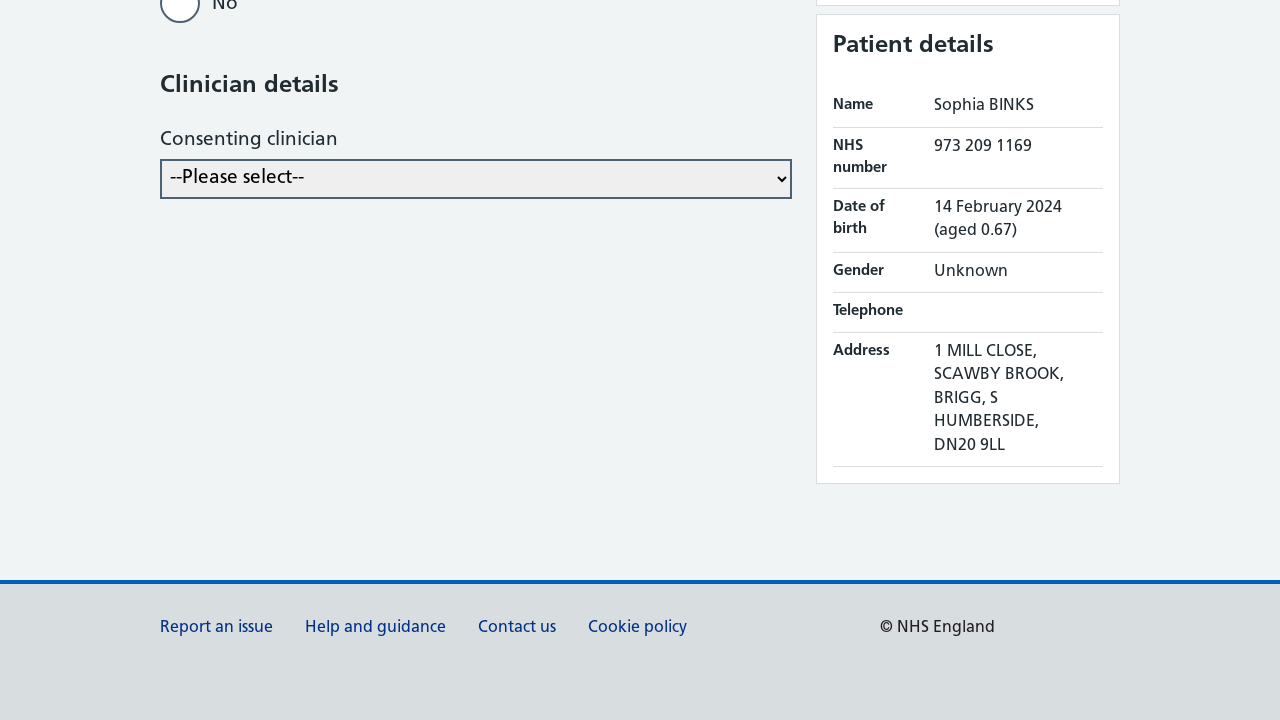 No
Clinician details
Consenting clinician
--Please select--
Patient details
Name Sophia BINKS
NHS number 973 209 1169
Date of birth 14 February 2024
(aged 0.67)
Gender Unknown
Telephone
Address 1 MILL CLOSE,
SCAWBY BROOK,
BRIGG, S
HUMBERSIDE,
DN20 9LL
Report an issue Help and guidance Contact us Cookie policy © NHS England